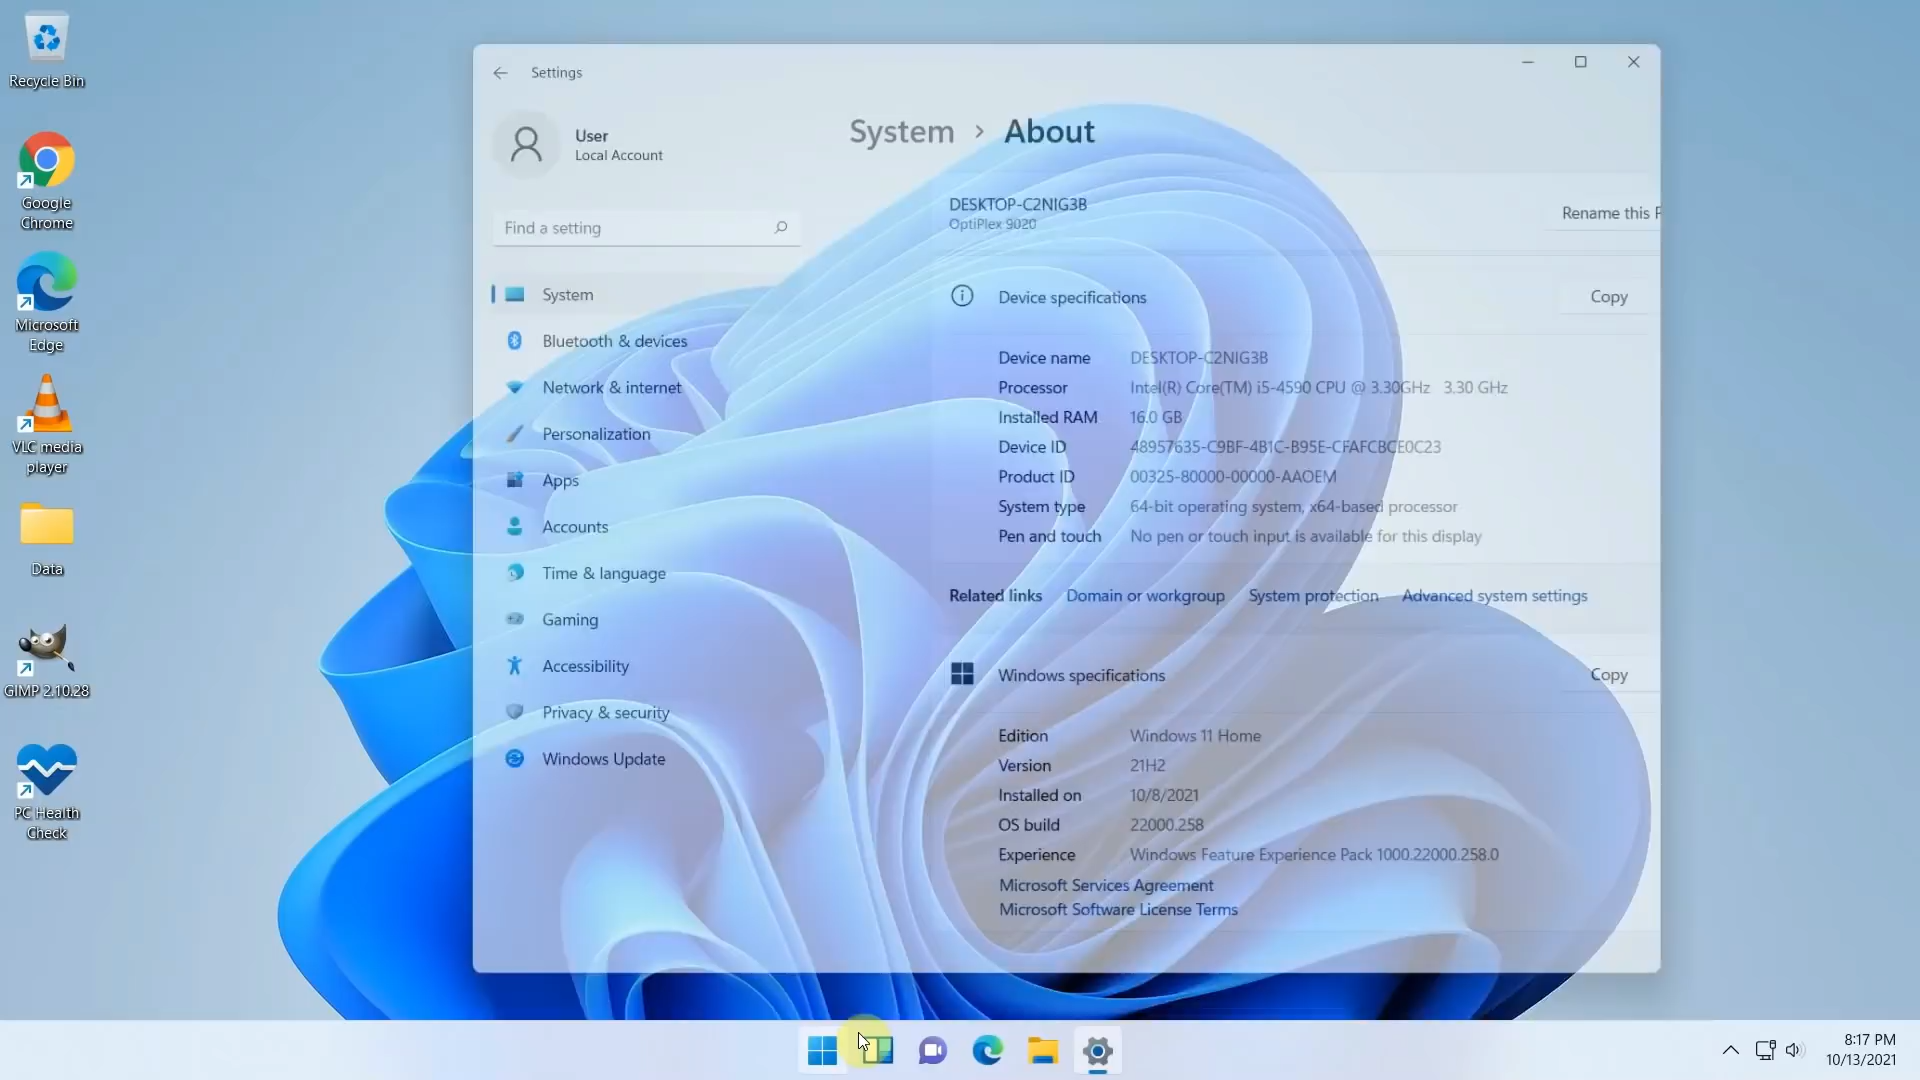 Recycle Bin
Google
Chrome
Microsoft
Edge
VLC media
player
Data
GIMP 2.10.28
PC Health
Check
Settings
User
Local Account
Find a setting
System
Bluetooth & devices
Network & internet
Personalization
Apps
Accounts
Time & language
Gaming
Accessibility
Privacy & security
Windows Update
System › About
DESKTOP-C2NIG3B
OptiPlex 9020
Rename this P
Device specifications
Copy
Device name DESKTOP-C2NIG3B
Processor Intel(R) Core(TM) i5-4590 CPU @ 3.30GHz 3.30 GHz
Installed RAM 16.0 GB
Device ID 48957635-C9BF-4B1C-B95E-CFAFCBCE0C23
Product ID 00325-80000-00000-AAOEM
System type 64-bit operating system, x64-based processor
Pen and touch No pen or touch input is available for this display
Related links Domain or workgroup System protection Advanced system settings
Windows specifications
Copy
Edition Windows 11 Home
Version 21H2
Installed on 10/8/2021
OS build 22000.258
Experience Windows Feature Experience Pack 1000.22000.258.0
Microsoft Services Agreement
Microsoft Software License Terms
8:17 PM
10/13/2021